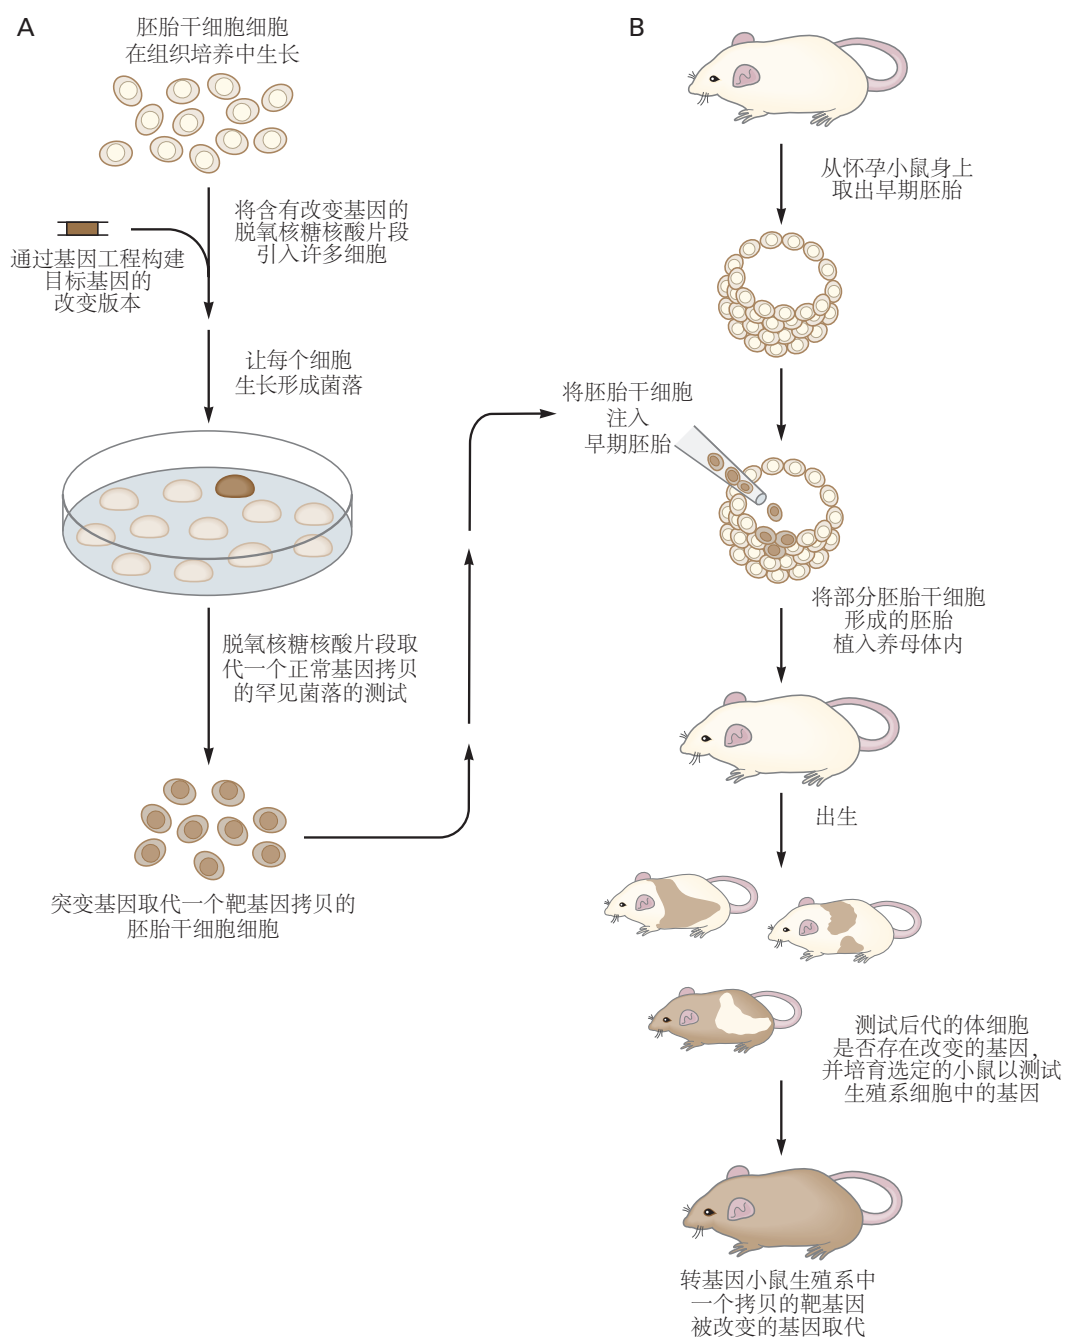 A
胚胎干细胞细胞
在组织培养中生长
将含有改变基因的
脱氧核糖核酸片段
引入许多细胞
通过基因工程构建
目标基因的
改变版本
让每个细胞
生长形成菌落
脱氧核糖核酸片段取
代一个正常基因拷贝
的罕见菌落的测试
突变基因取代一个靶基因拷贝的
胚胎干细胞细胞
B
从怀孕小鼠身上
取出早期胚胎
将胚胎干细胞
注入
早期胚胎
将部分胚胎干细胞
形成的胚胎
植入养母体内
出生
测试后代的体细胞
是否存在改变的基因，
并培育选定的小鼠以测试
生殖系细胞中的基因
转基因小鼠生殖系中
一个拷贝的靶基因
被改变的基因取代